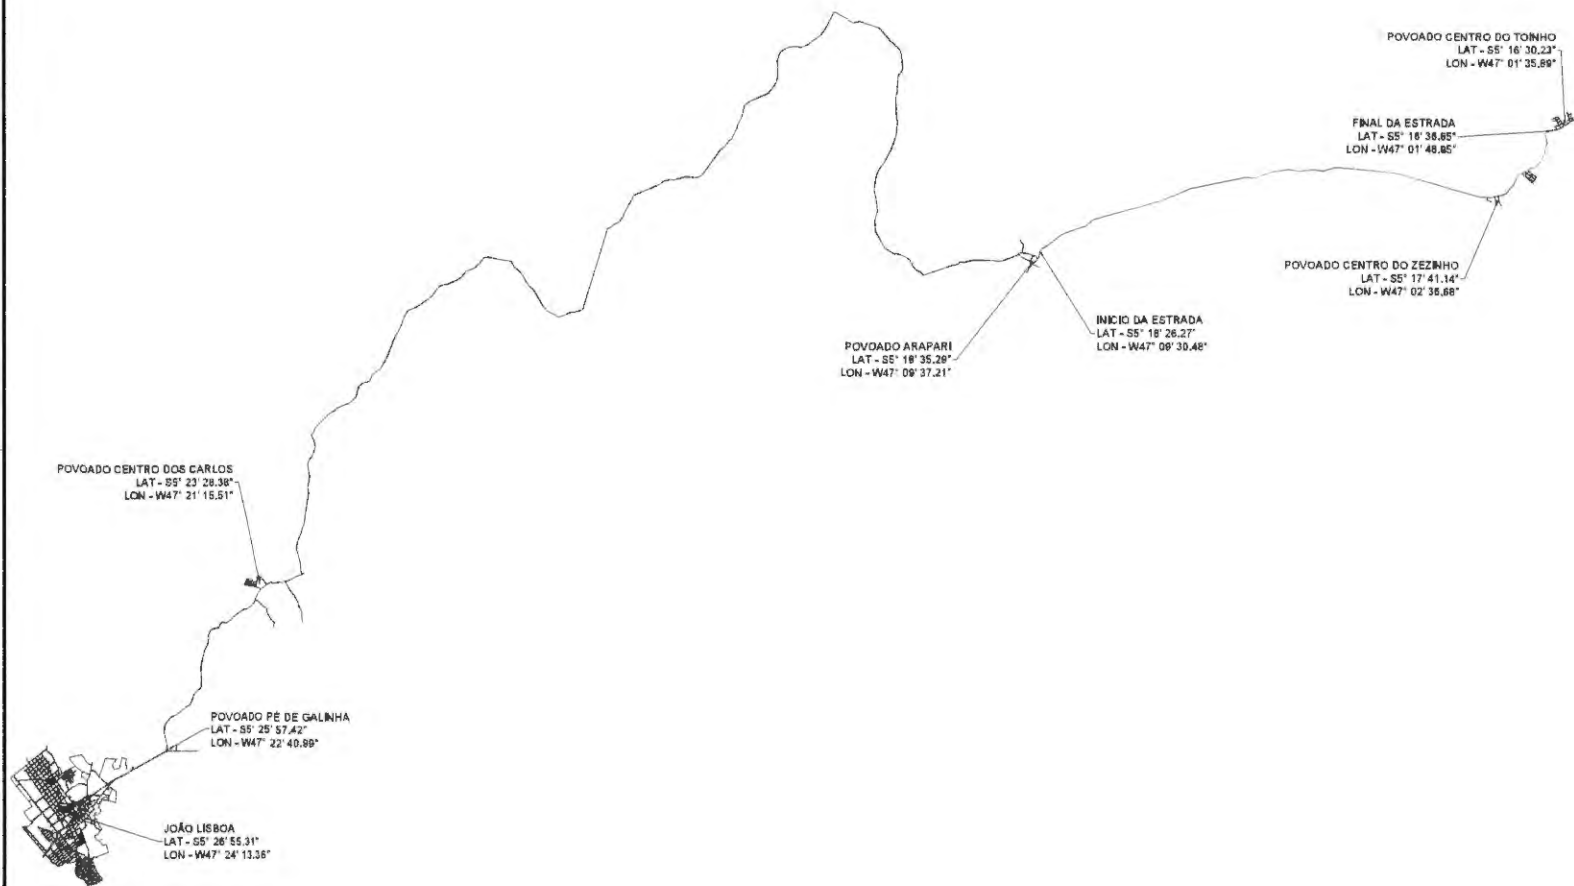 POVOADO CENTRO DO TOINHO
LAT - S5° 16' 30.23"
LON - W47° 01' 35.89"
FINAL DA ESTRADA
LAT - S5° 16' 36.65"
LON - W47° 01' 48.85"
POVOADO CENTRO DO ZEZINHO
LAT - S5° 17' 41.14"
LON - W47° 02' 36.68"
INICIO DA ESTRADA
LAT - S5° 18' 26.27"
LON - W47° 09' 30.48"
POVOADO ARAPARI
LAT - S5° 18' 35.29"
LON - W47° 09' 37.21"
POVOADO CENTRO DOS CARLOS
LAT - S5° 23' 28.38"
LON - W47° 21' 15.51"
POVOADO PÉ DE GALINHA
LAT - S5° 25' 57.42"
LON - W47° 22' 40.99"
JOÃO LISBOA
LAT - S5° 26' 55.31"
LON - W47° 24' 13.36"